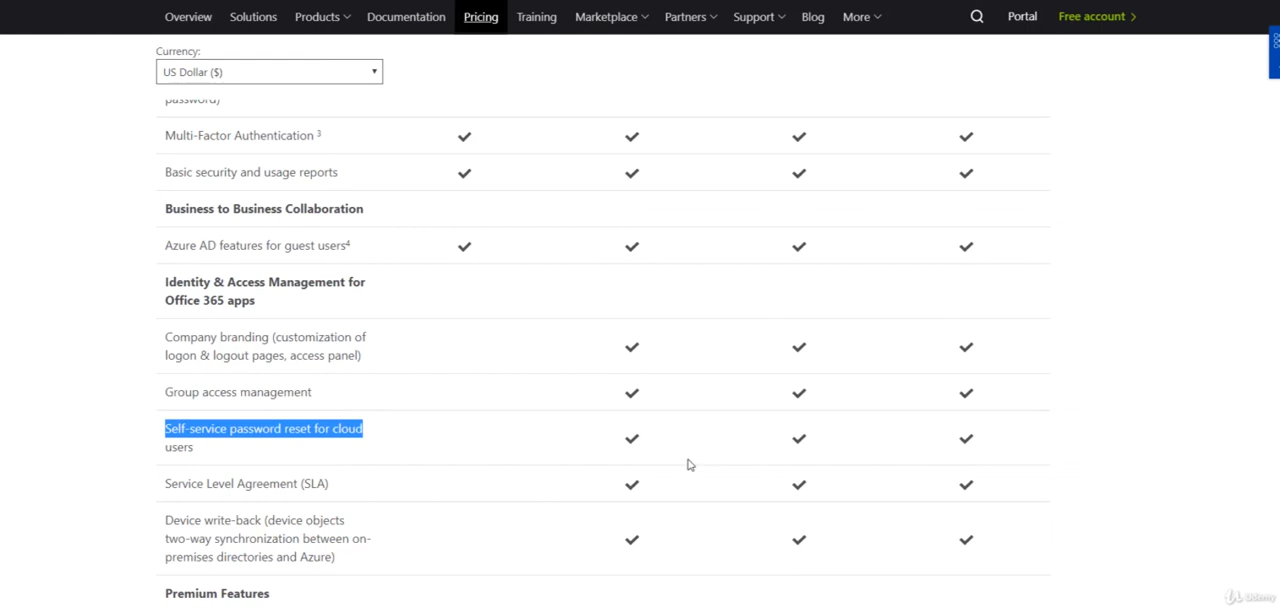 Overview Solutions Products Documentation Pricing Training Marketplace Partners Support Blog More Portal Free account
Currency:
US Dollar ($)
password)
Multi-Factor Authentication 3
Basic security and usage reports
Business to Business Collaboration
Azure AD features for guest users4
Identity & Access Management for
Office 365 apps
Company branding (customization of
logon & logout pages, access panel)
Group access management
Self-service password reset for cloud
users
Service Level Agreement (SLA)
Device write-back (device objects
two-way synchronization between on-
premises directories and Azure)
Premium Features
Udemy